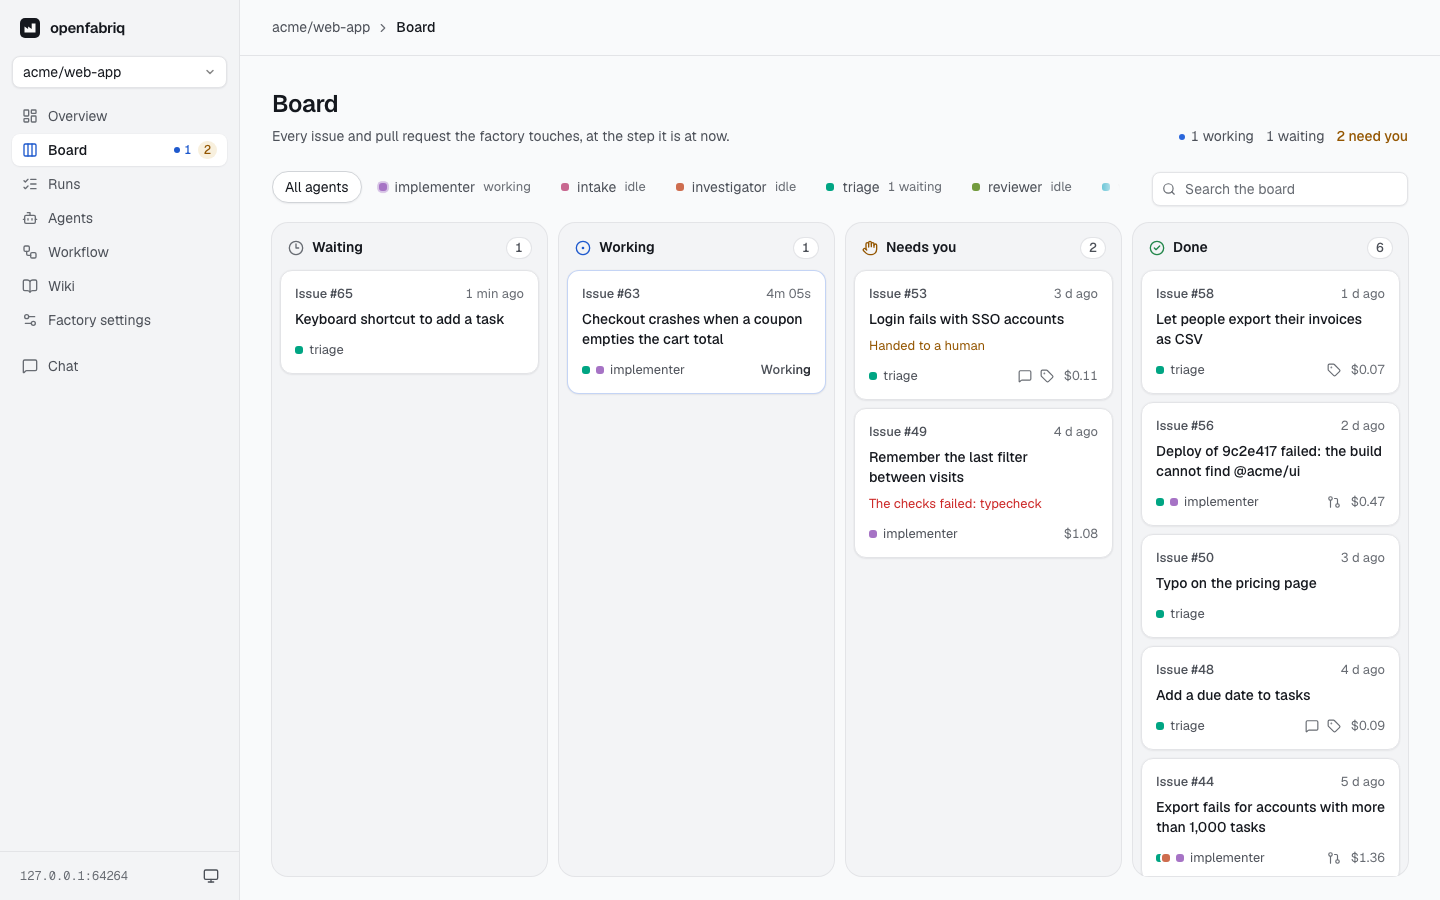 openfabriq
acme/web-app
Overview
Board 1 2
Runs
Agents
Workflow
Wiki
Factory settings
Chat
127.0.0.1:64264
acme/web-app > Board
Board
Every issue and pull request the factory touches, at the step it is at now.
1 working 1 waiting 2 need you
All agents implementer working intake idle investigator idle triage 1 waiting reviewer idle
Search the board
Waiting 1
Issue #65 1 min ago
Keyboard shortcut to add a task
triage
Working 1
Issue #63 4m 05s
Checkout crashes when a coupon
empties the cart total
implementer Working
Needs you 2
Issue #53 3 d ago
Login fails with SSO accounts
Handed to a human
triage $0.11
Issue #49 4 d ago
Remember the last filter
between visits
The checks failed: typecheck
implementer $1.08
Done 6
Issue #58 1 d ago
Let people export their invoices
as CSV
triage $0.07
Issue #56 2 d ago
Deploy of 9c2e417 failed: the build
cannot find @acme/ui
implementer $0.47
Issue #50 3 d ago
Typo on the pricing page
triage
Issue #48 4 d ago
Add a due date to tasks
triage $0.09
Issue #44 5 d ago
Export fails for accounts with more
than 1,000 tasks
implementer $1.36